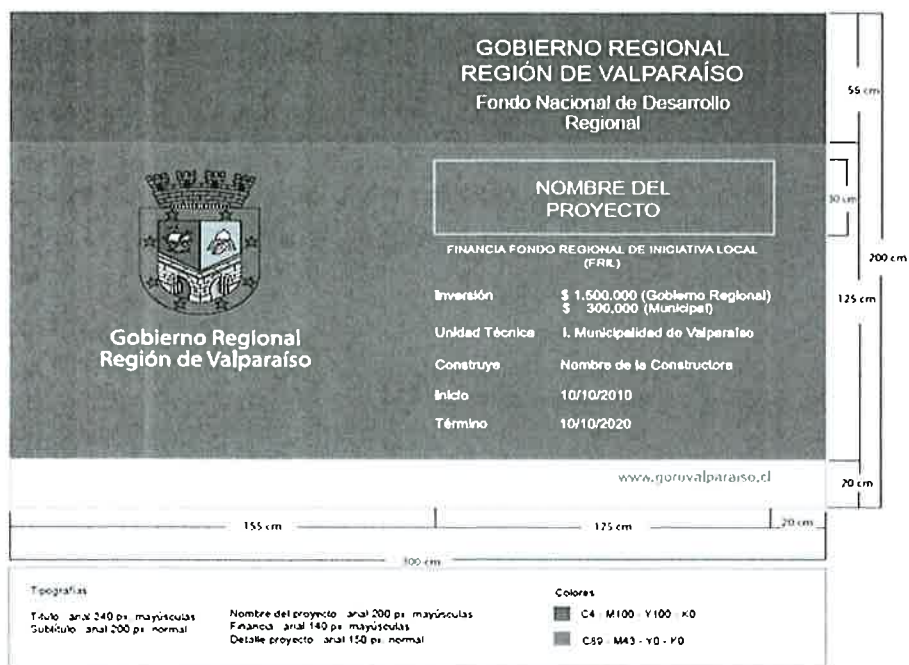 GOBIERNO REGIONAL
REGIÓN DE VALPARAÍSO
Fondo Nacional de Desarrollo
Regional
55 cm
NOMBRE DEL
PROYECTO
30 cm
FINANCIA FONDO REGIONAL DE INICIATIVA LOCAL
(FRIL)
200 cm
Inversión $ 1.500.000 (Gobierno Regional)
$ 300.000 (Municipal)
125 cm
Unidad Técnica I. Municipalidad de Valparaíso
Gobierno Regional
Región de Valparaíso
Construye Nombre de la Constructora
Inicio 10/10/2010
Término 10/10/2020
www.gorevalparaiso.cl
20 cm
155 cm 125 cm 20 cm
300 cm
Tipografías
Título arial 240 px mayúsculas
Subtítulo arial 200 px normal
Nombre del proyecto arial 200 px mayúsculas
Financia arial 140 px mayúsculas
Detalle proyecto arial 150 px normal
Colores
C4 - M100 - Y100 - K0
C89 - M43 - Y0 - K0